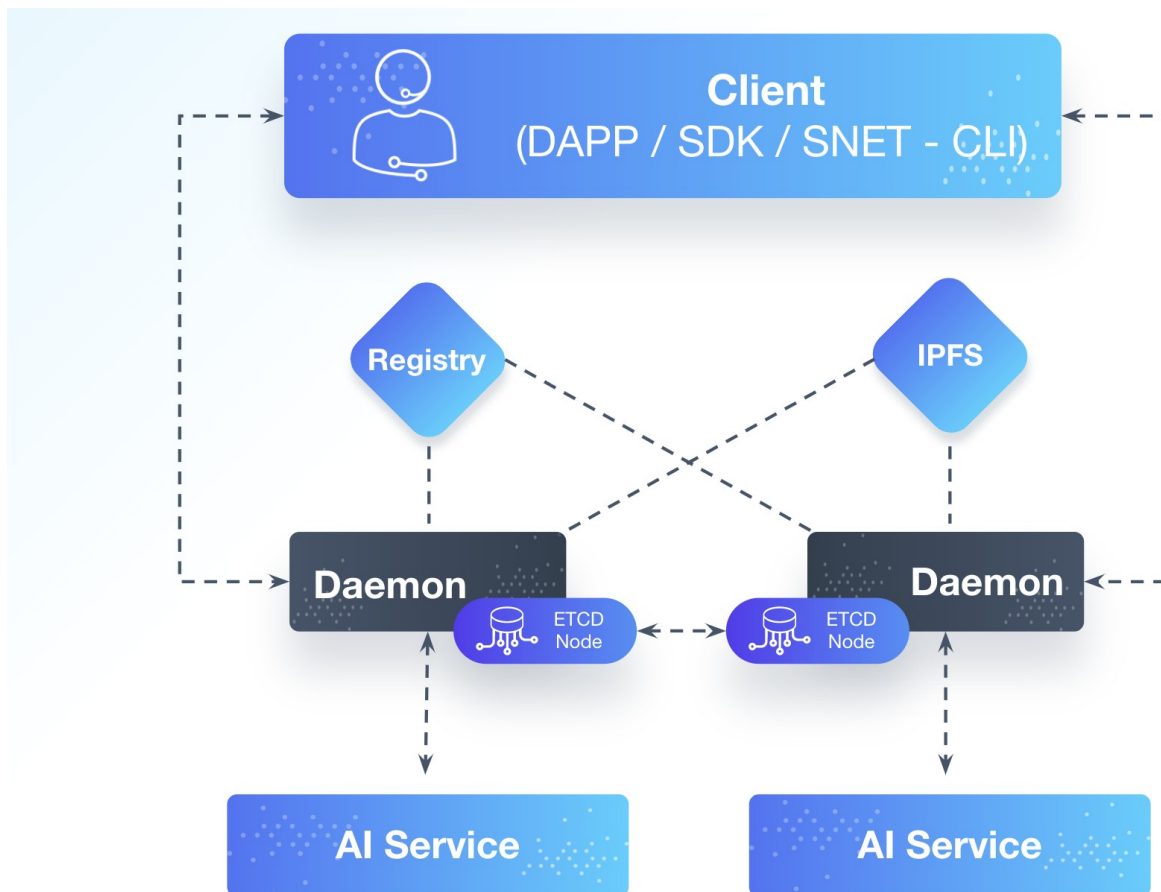 Client
(DAPP / SDK / SNET - CLI)
Registry
IPFS
Daemon
Daemon
ETCD
Node
ETCD
Node
AI Service
AI Service